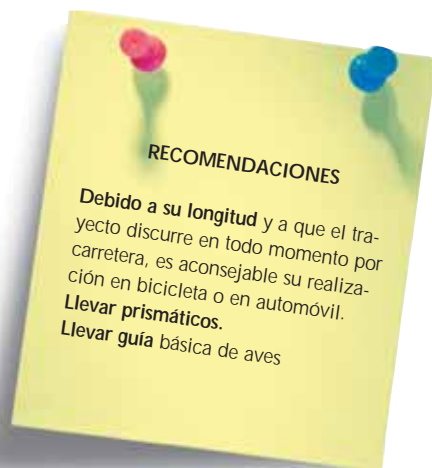 RECOMENDACIONES
Debido a su longitud y a que el tra-
yecto discurre en todo momento por
carretera, es aconsejable su realiza-
ción en bicicleta o en automóvil.
Llevar prismáticos.
Llevar guía básica de aves